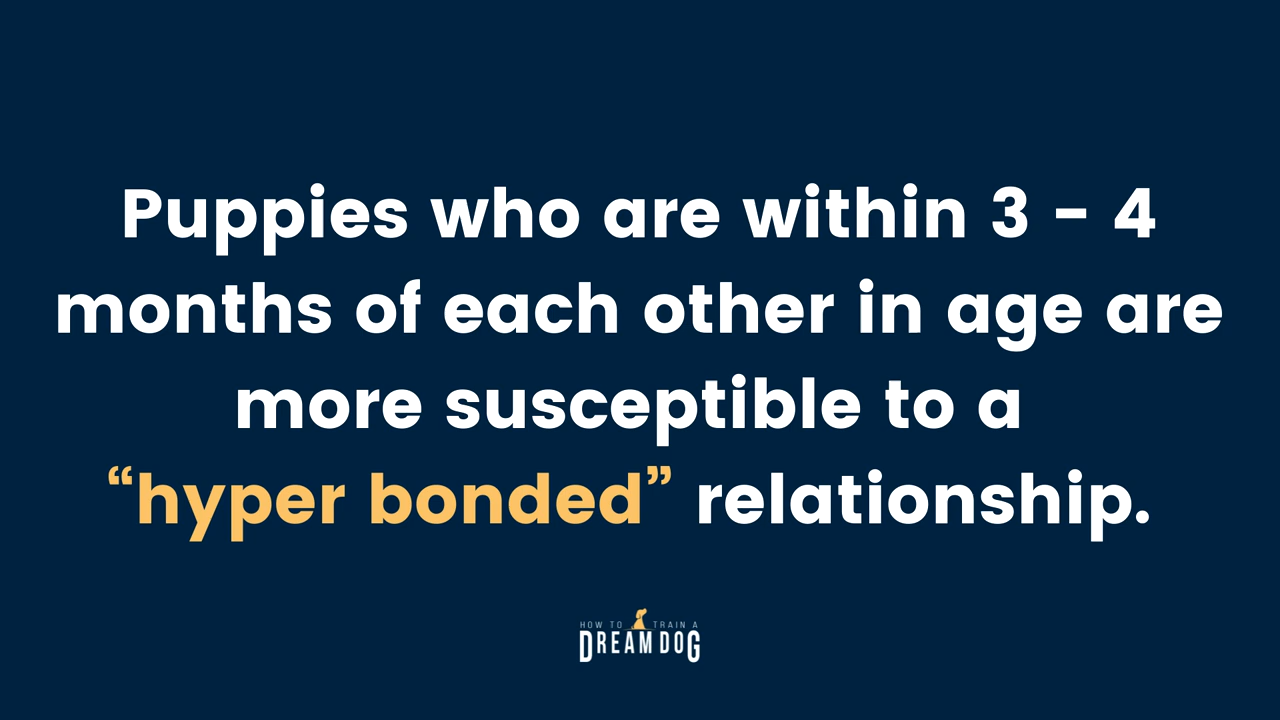 Puppies who are within 3 - 4
months of each other in age are
more susceptible to a
“hyper bonded” relationship.
HOW TO TRAIN A
DREAM DOG